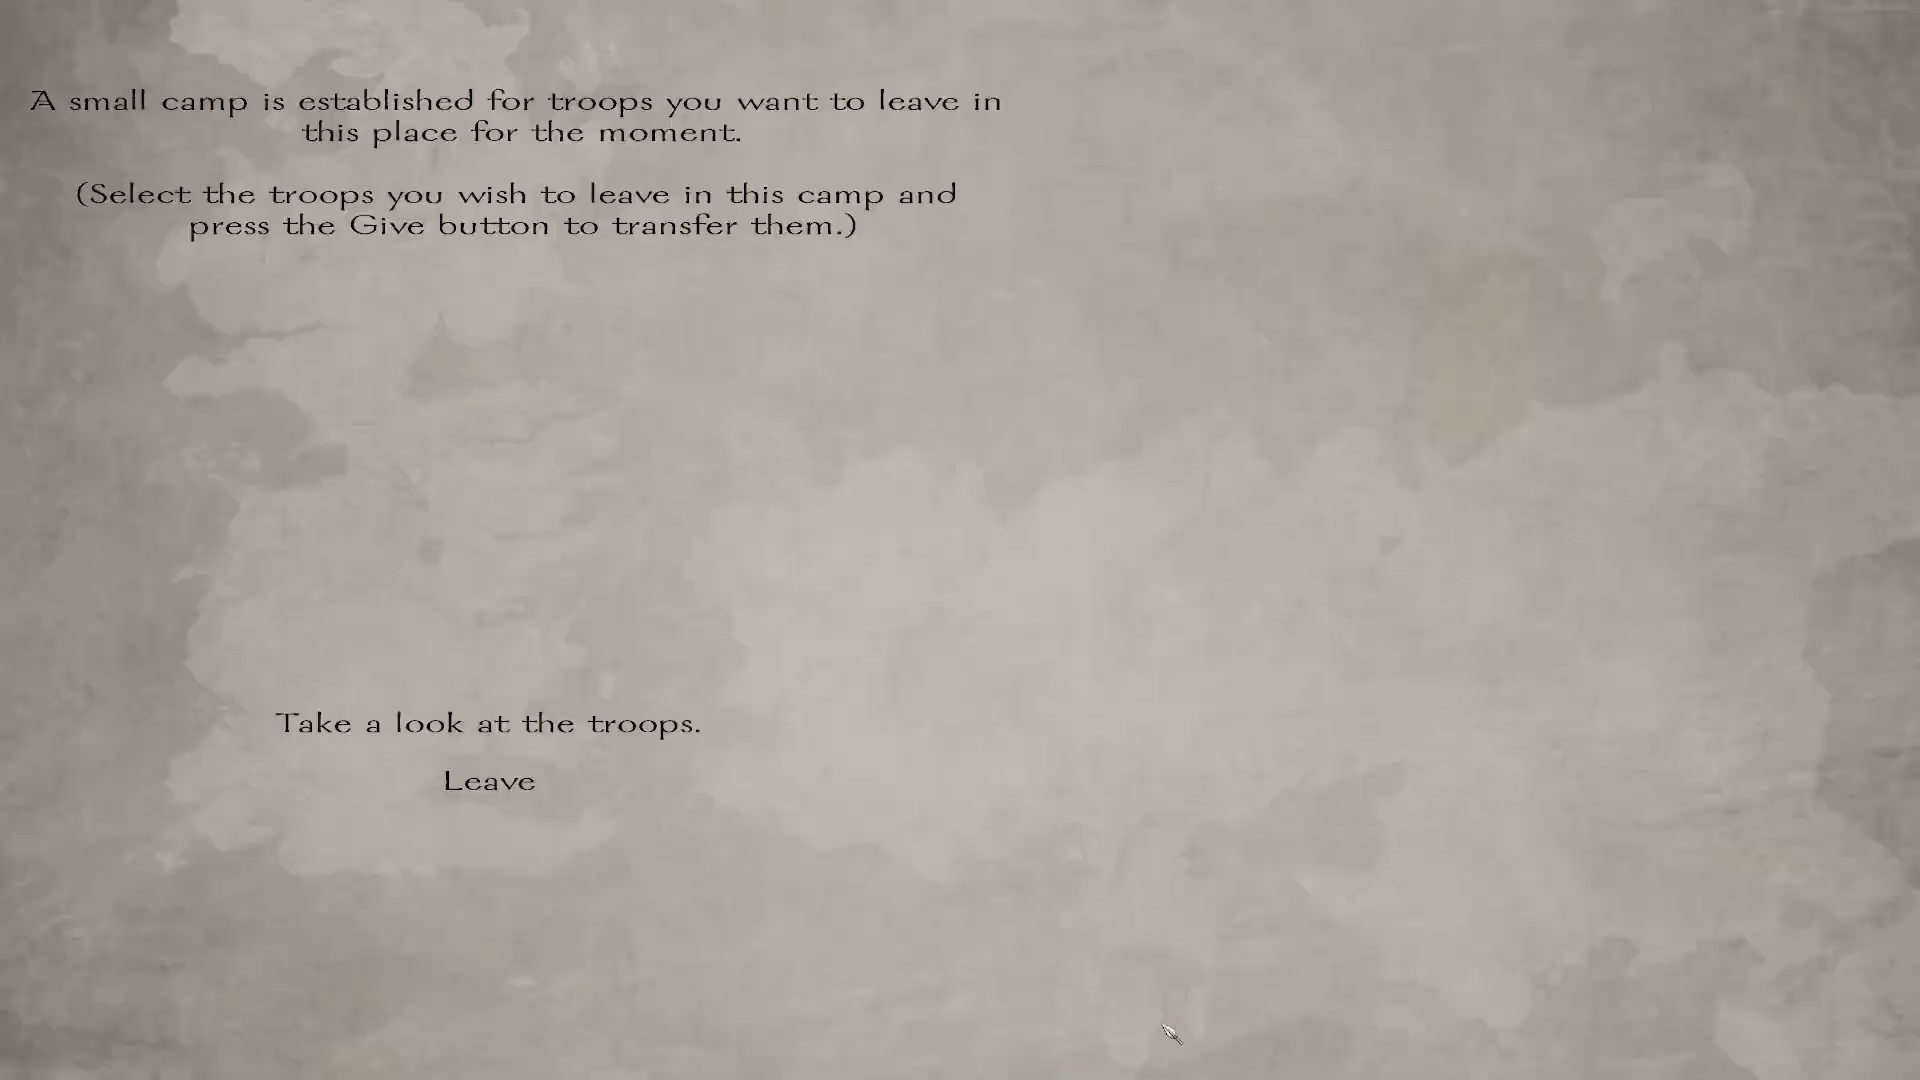 A small camp is established for troops you want to leave in
this place for the moment.
(Select the troops you wish to leave in this camp and
press the Give button to transfer them.)
Take a look at the troops.
Leave